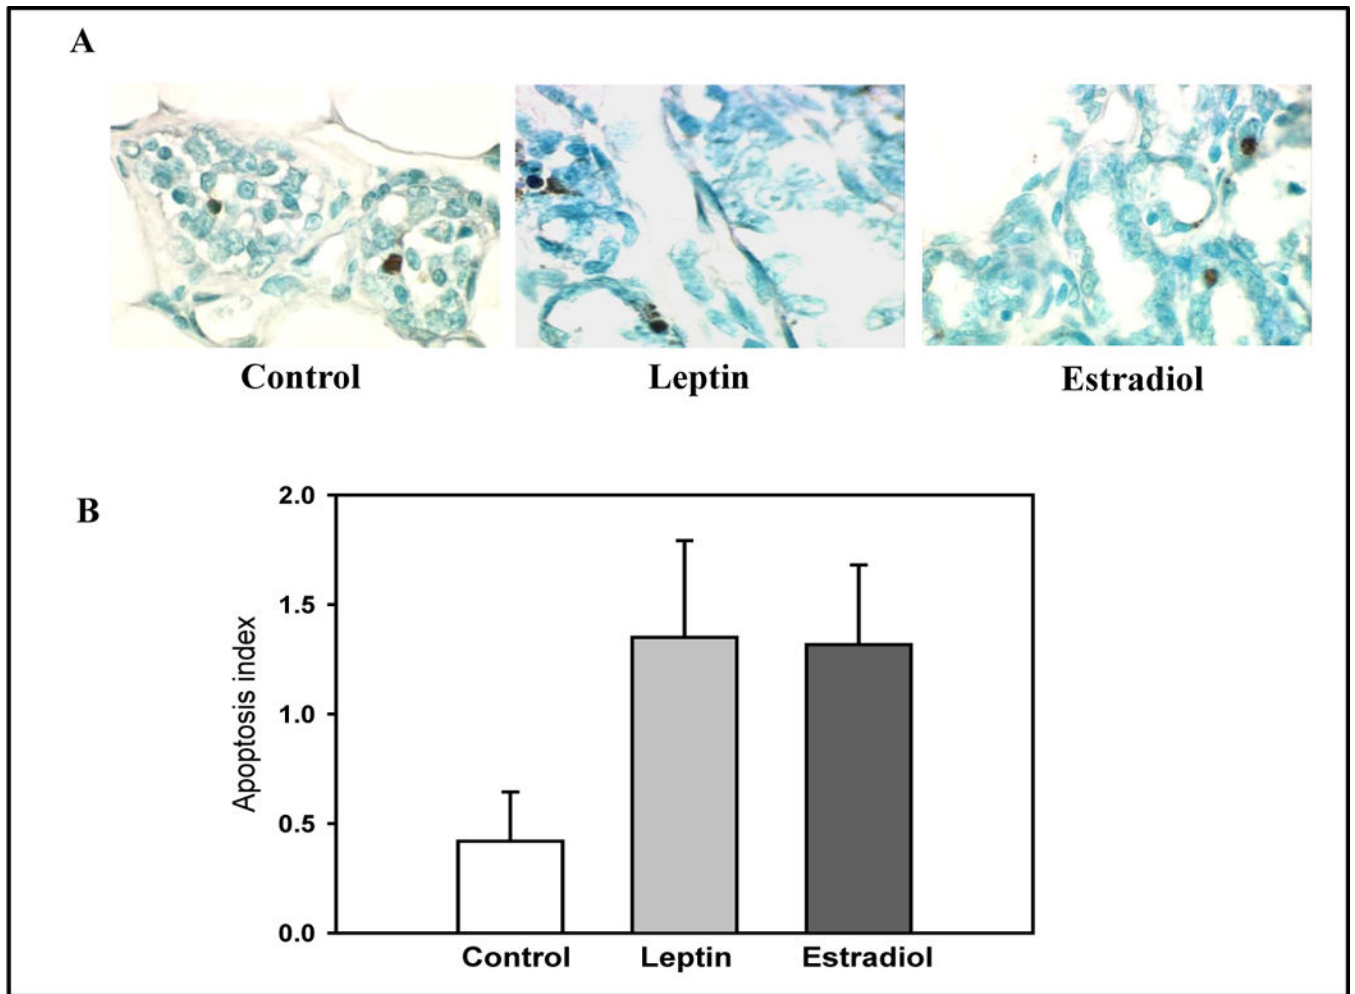 A
Control Leptin Estradiol
B
2.0
1.5
1.0
0.5
0.0
Apoptosis index
Control Leptin Estradiol